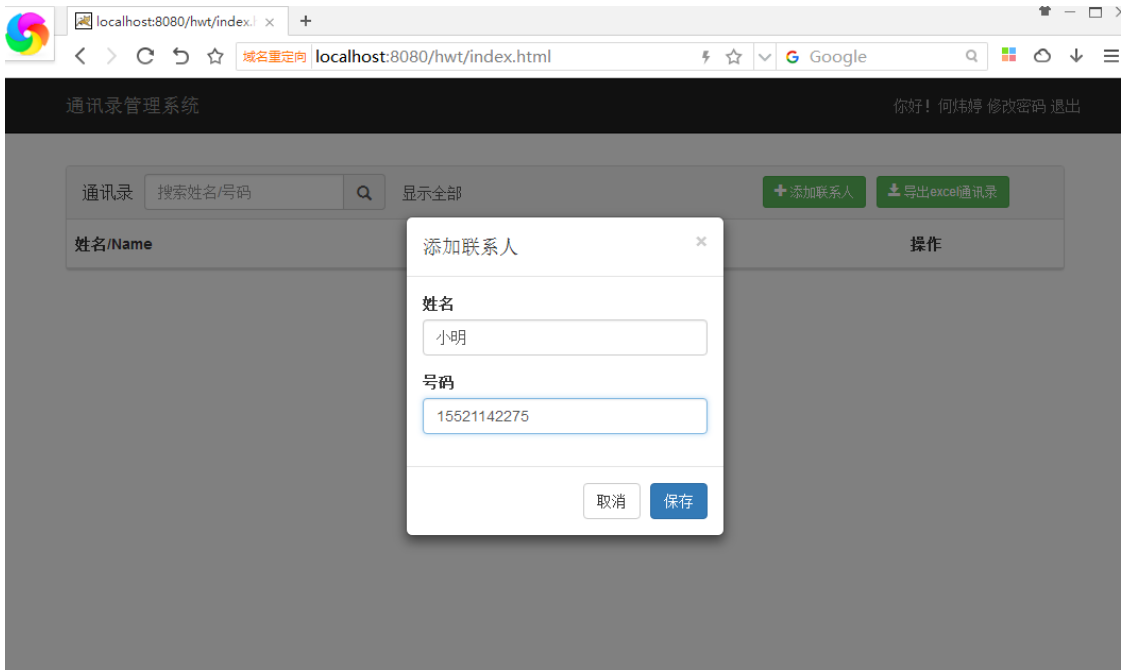 localhost:8080/hwt/index.h
域名重定向 localhost:8080/hwt/index.html
G Google
通讯录管理系统
你好！何炜婷 修改密码 退出
通讯录 搜索姓名/号码 显示全部 添加联系人 导出excel通讯录
姓名/Name 操作
添加联系人 ×
姓名
小明
号码
15521142275
取消 保存